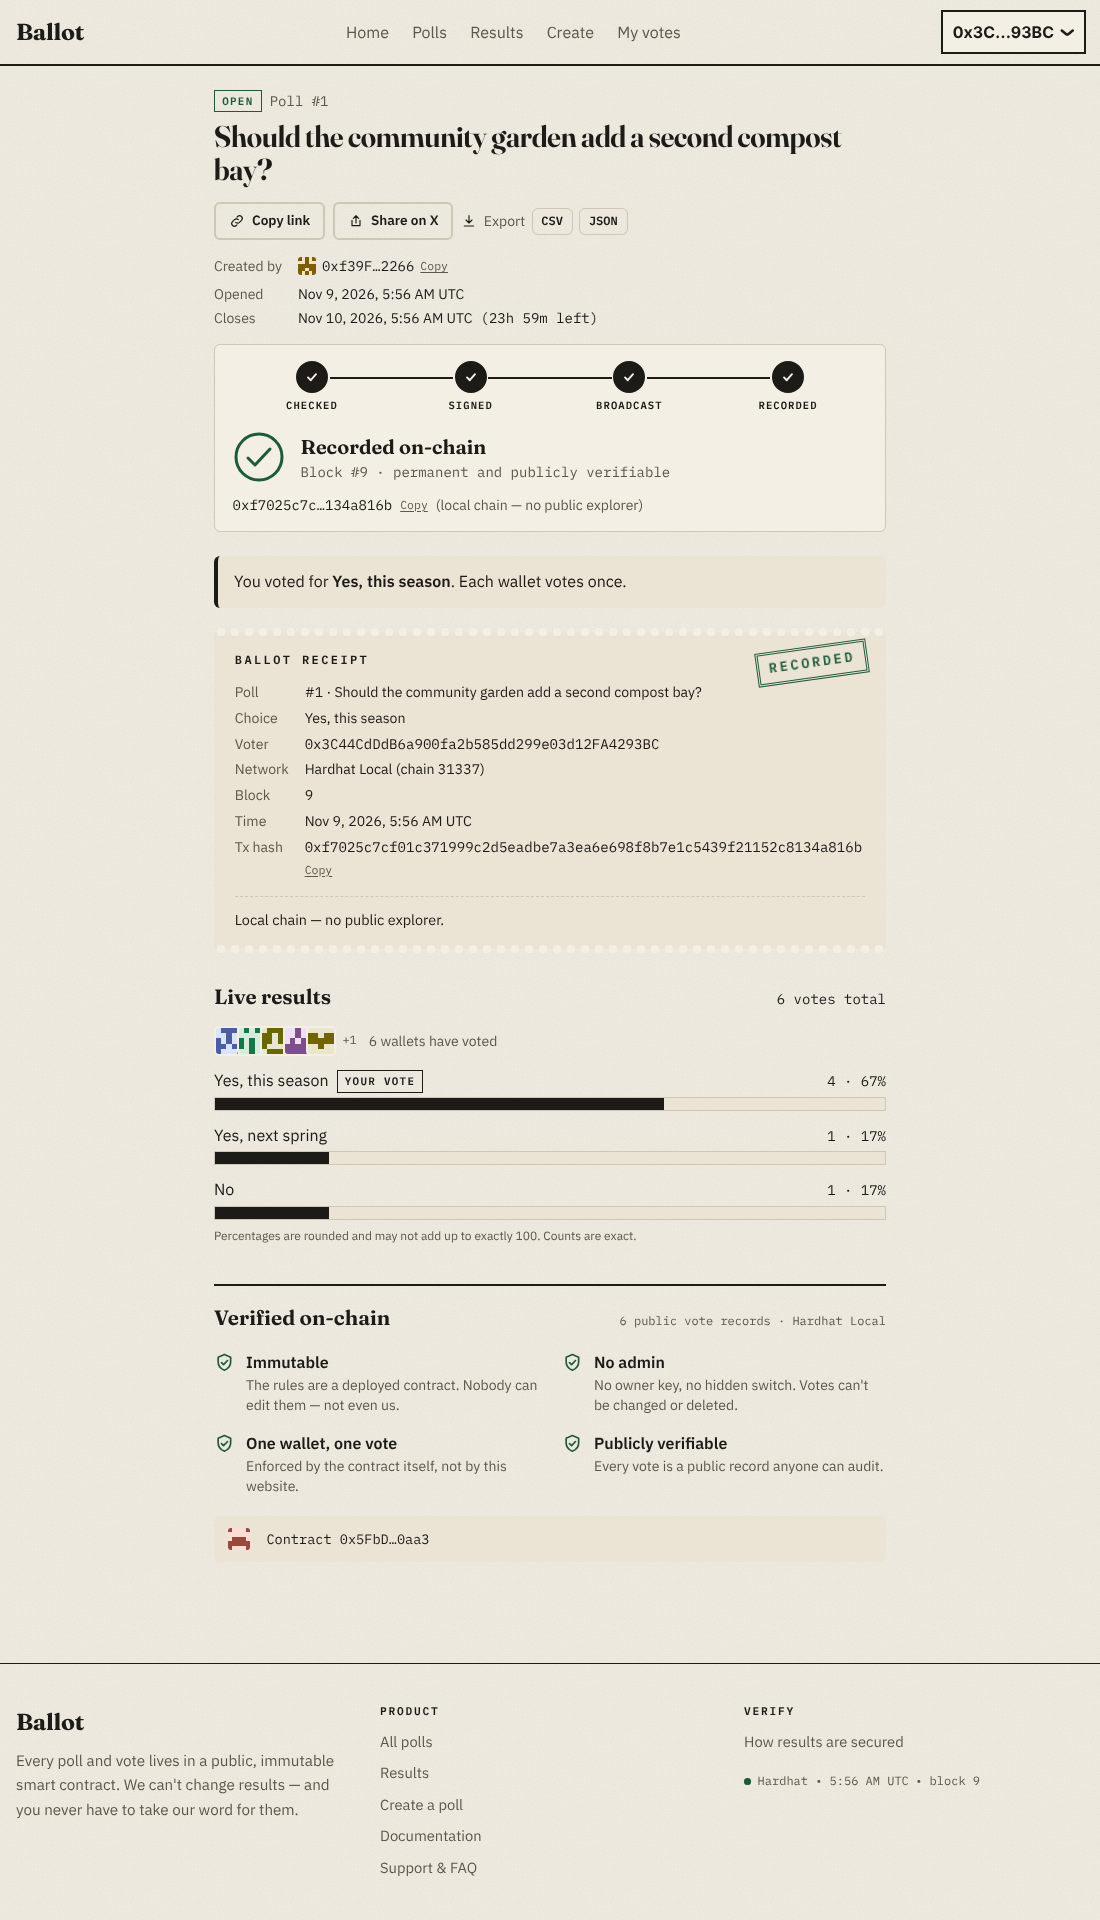 Ballot
Home Polls Results Create My votes
0x3C...93BC
OPEN Poll #1
Should the community garden add a second compost
bay?
Copy link Share on X Export CSV JSON
Created by 0xf39F…2266 Copy
Opened Nov 9, 2026, 5:56 AM UTC
Closes Nov 10, 2026, 5:56 AM UTC (23h 59m left)
CHECKED SIGNED BROADCAST RECORDED
Recorded on-chain
Block #9 · permanent and publicly verifiable
0xf7025c7c…134a816b Copy (local chain — no public explorer)
You voted for Yes, this season. Each wallet votes once.
BALLOT RECEIPT
RECORDED
Poll #1 · Should the community garden add a second compost bay?
Choice Yes, this season
Voter 0x3C44CdDdB6a900fa2b585dd299e03d12FA4293BC
Network Hardhat Local (chain 31337)
Block 9
Time Nov 9, 2026, 5:56 AM UTC
Tx hash 0xf7025c7cf01c371999c2d5eadbe7a3ea6e698f8b7e1c5439f21152c8134a816b
Copy
Local chain — no public explorer.
Live results 6 votes total
+1 6 wallets have voted
Yes, this season YOUR VOTE 4 · 67%
Yes, next spring 1 · 17%
No 1 · 17%
Percentages are rounded and may not add up to exactly 100. Counts are exact.
Verified on-chain 6 public vote records · Hardhat Local
Immutable
The rules are a deployed contract. Nobody can
edit them — not even us.
No admin
No owner key, no hidden switch. Votes can't
be changed or deleted.
One wallet, one vote
Enforced by the contract itself, not by this
website.
Publicly verifiable
Every vote is a public record anyone can audit.
Contract 0x5FbD…0aa3
Ballot
Every poll and vote lives in a public, immutable
smart contract. We can't change results — and
you never have to take our word for them.
PRODUCT
All polls
Results
Create a poll
Documentation
Support & FAQ
VERIFY
How results are secured
Hardhat • 5:56 AM UTC • block 9